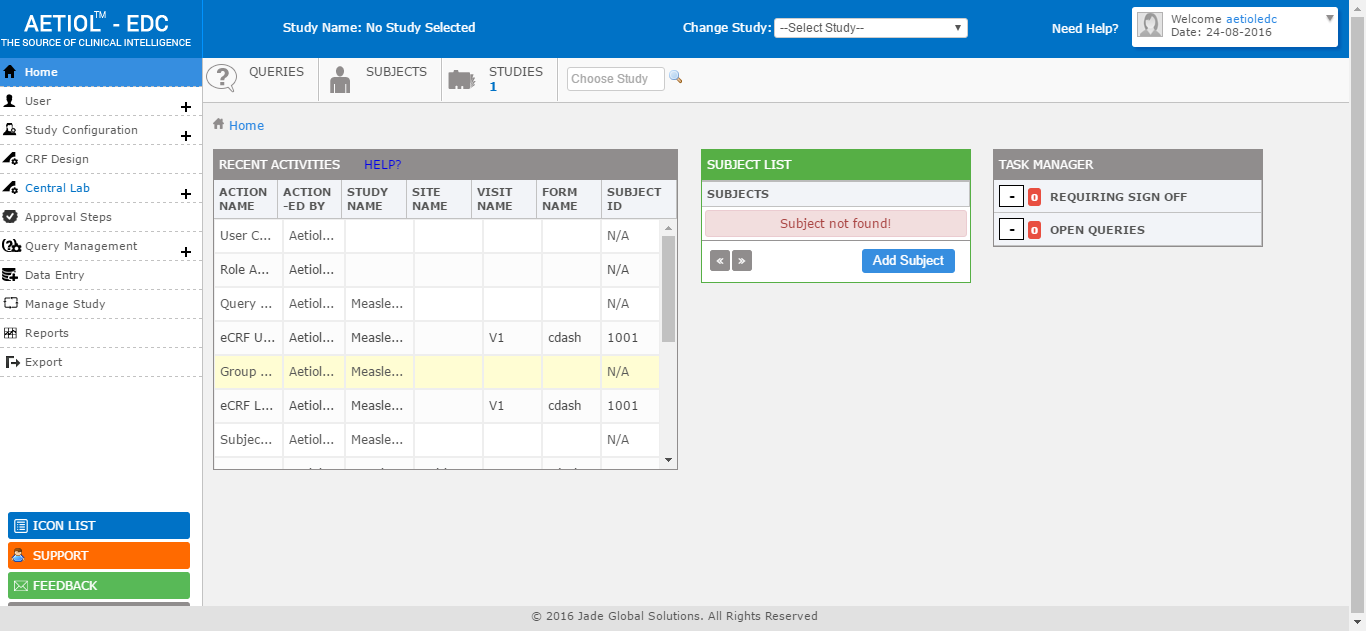 AETIOL™ - EDC
THE SOURCE OF CLINICAL INTELLIGENCE
Study Name: No Study Selected
Change Study: --Select Study--
Need Help?
Welcome aetioledc
Date: 24-08-2016
Home
User
Study Configuration
CRF Design
Central Lab
Approval Steps
Query Management
Data Entry
Manage Study
Reports
Export
ICON LIST
SUPPORT
FEEDBACK
QUERIES
SUBJECTS
STUDIES
1
Choose Study
Home
RECENT ACTIVITIES HELP?
ACTION NAME ACTION-ED BY STUDY NAME SITE NAME VISIT NAME FORM NAME SUBJECT ID
User C... Aetiol... N/A
Role A... Aetiol... N/A
Query ... Aetiol... Measle... N/A
eCRF U... Aetiol... Measle... V1 cdash 1001
Group ... Aetiol... Measle... N/A
eCRF L... Aetiol... Measle... V1 cdash 1001
Subjec... Aetiol... Measle... N/A
SUBJECT LIST
SUBJECTS
Subject not found!
« » Add Subject
TASK MANAGER
- 0 REQUIRING SIGN OFF
- 0 OPEN QUERIES
© 2016 Jade Global Solutions. All Rights Reserved